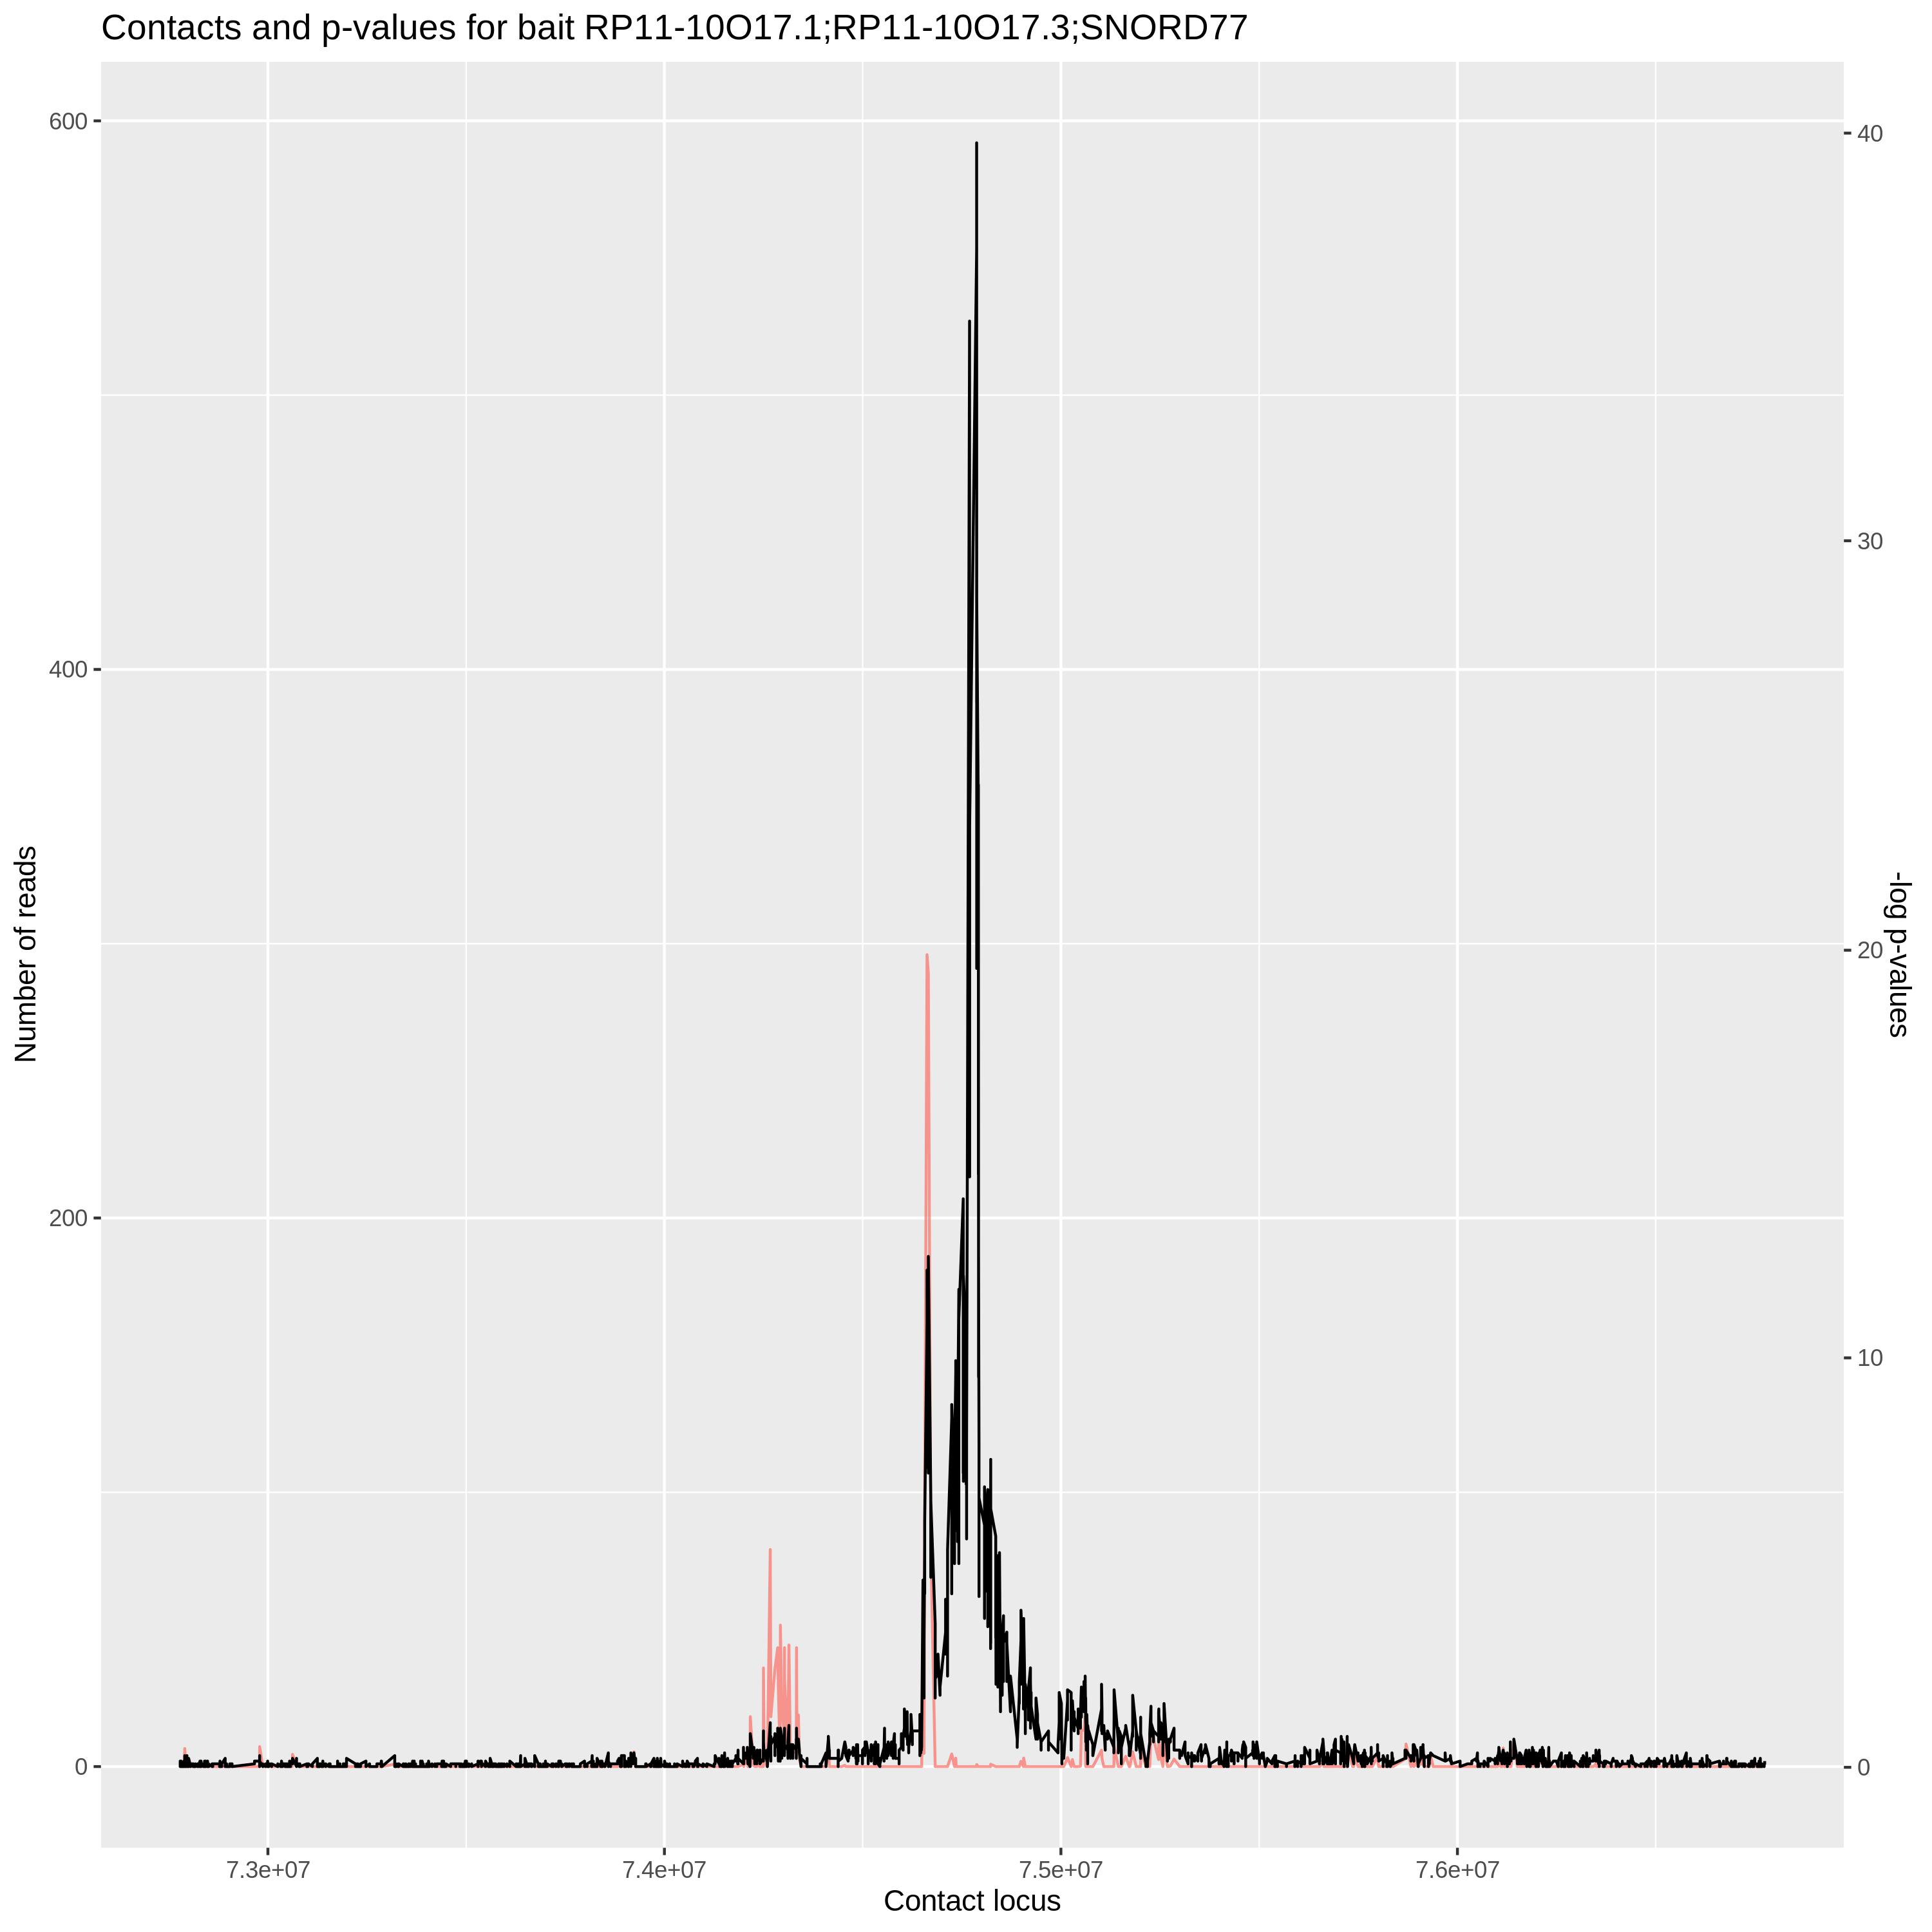 Contacts and p-values for bait RP11-10O17.1;RP11-10O17.3;SNORD77
600
400
200
0
Number of reads
40
30
20
10
0
-log p-values
7.3e+07 7.4e+07 7.5e+07 7.6e+07
Contact locus